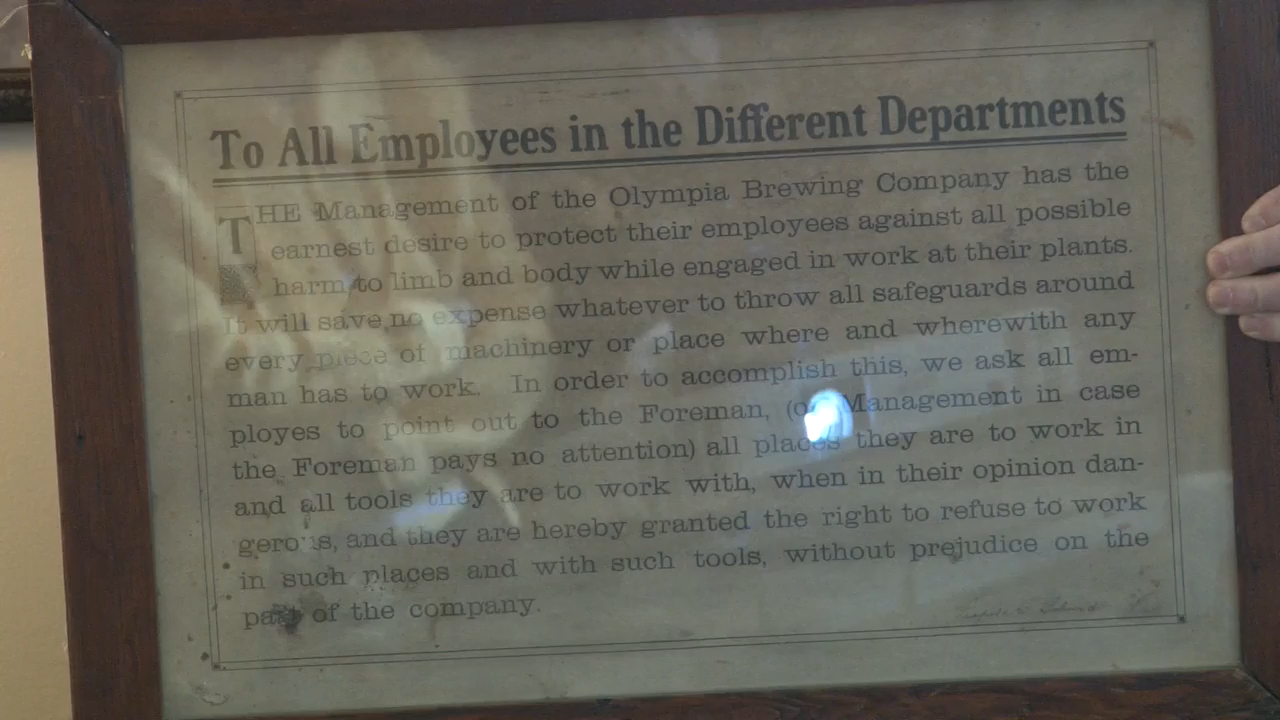 To All Employees in the Different Departments
THE Management of the Olympia Brewing Company has the
earnest desire to protect their employees against all possible
harm to limb and body while engaged in work at their plants.
It will save no expense whatever to throw all safeguards around
every piece of machinery or place where and wherewith any
man has to work. In order to accomplish this, we ask all em-
ployes to point out to the Foreman, (or Management in case
the Foreman pays no attention) all places they are to work in
and all tools they are to work with, when in their opinion dan-
gerous, and they are hereby granted the right to refuse to work
in such places and with such tools, without prejudice on the
part of the company.